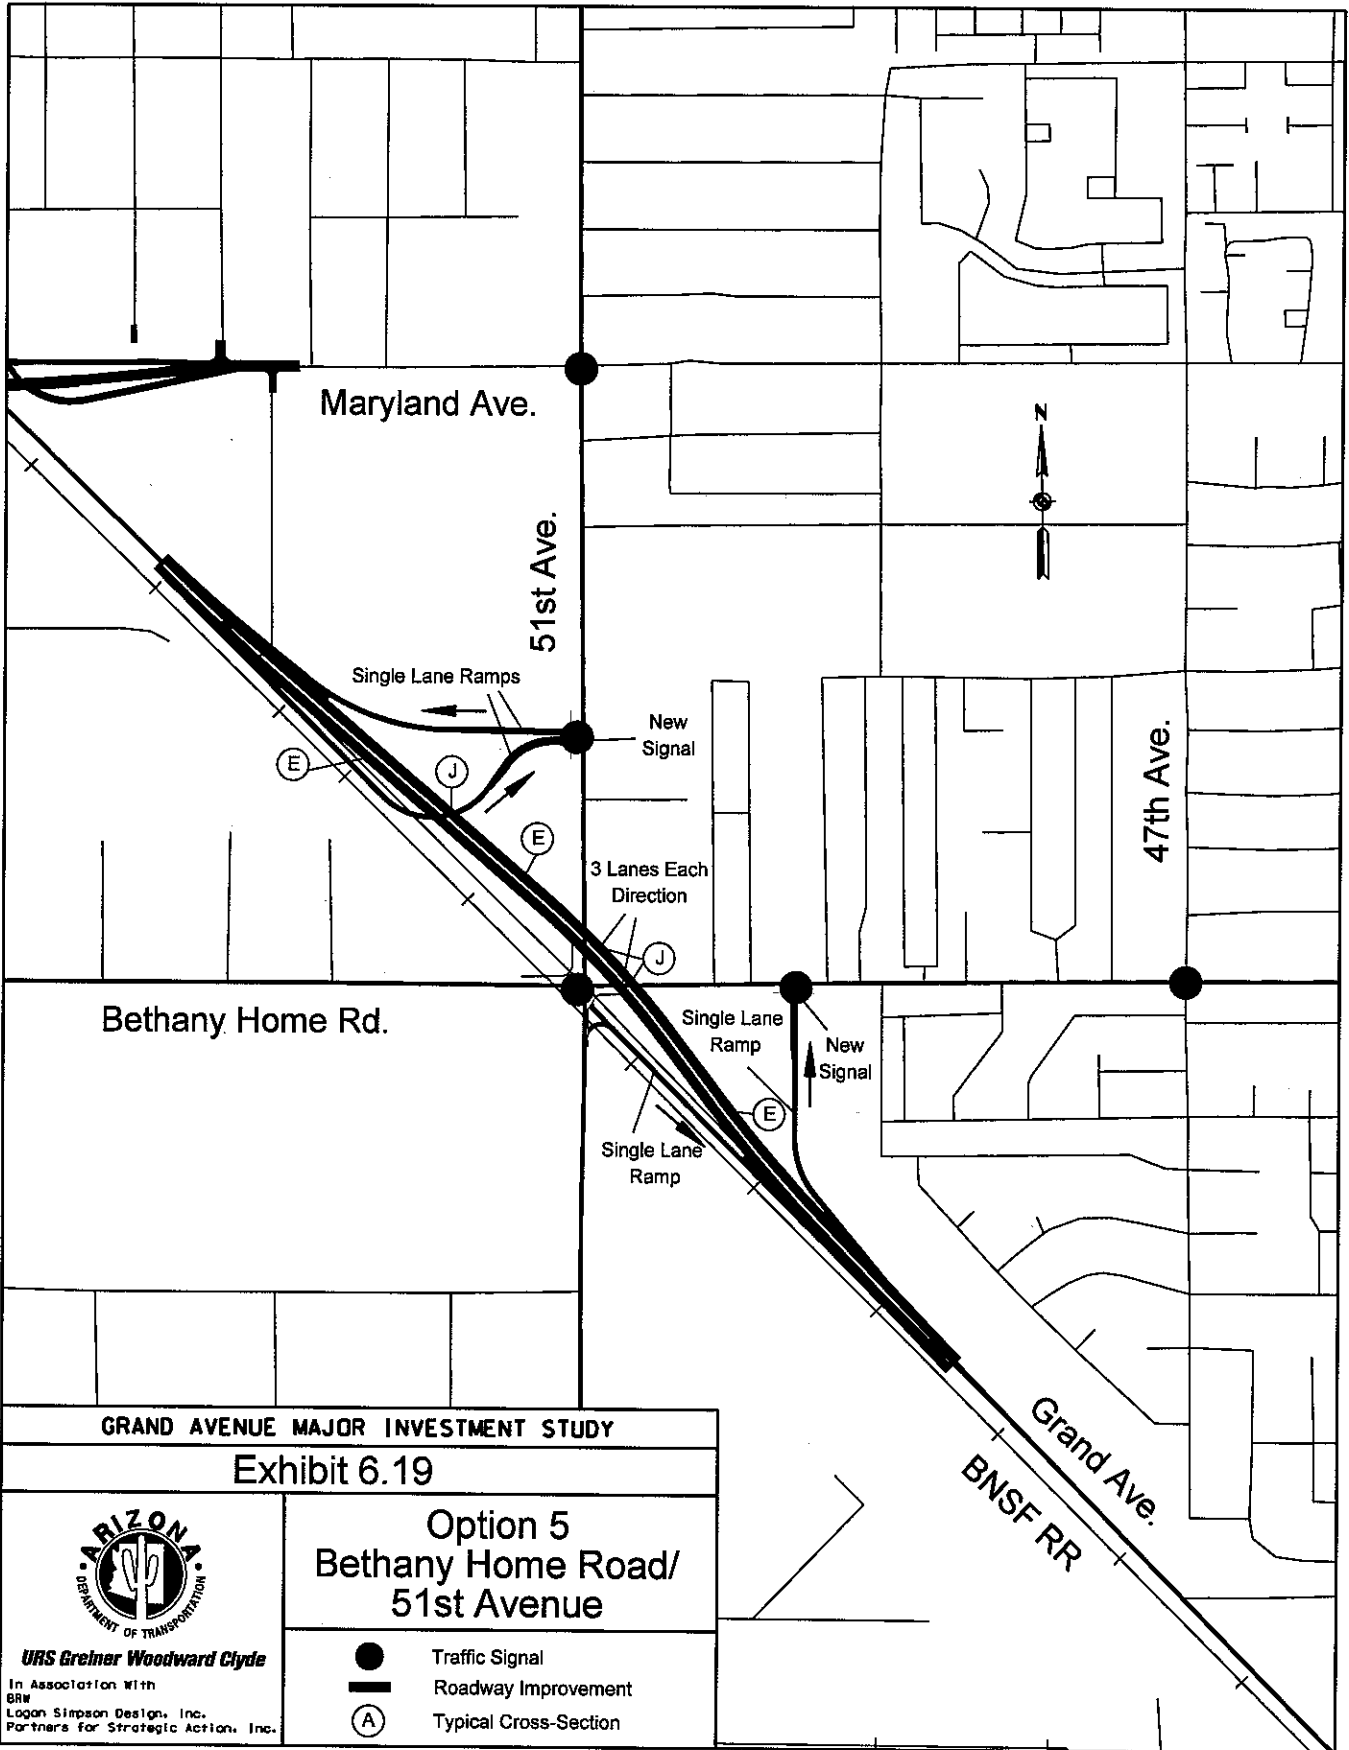 Maryland Ave.
N
51st Ave.
Single Lane Ramps
New
Signal
E
J
47th Ave.
E
3 Lanes Each
Direction
J
Bethany Home Rd.
Single Lane
Ramp
New
Signal
E
Single Lane
Ramp
Grand Ave.
BNSF RR
GRAND AVENUE MAJOR INVESTMENT STUDY
Exhibit 6.19
ARIZONA
DEPARTMENT OF TRANSPORTATION
URS Greiner Woodward Clyde
In Association With
BRW
Logan Simpson Design, Inc.
Partners for Strategic Action, Inc.
Option 5
Bethany Home Road/
51st Avenue
Traffic Signal
Roadway Improvement
A
Typical Cross-Section